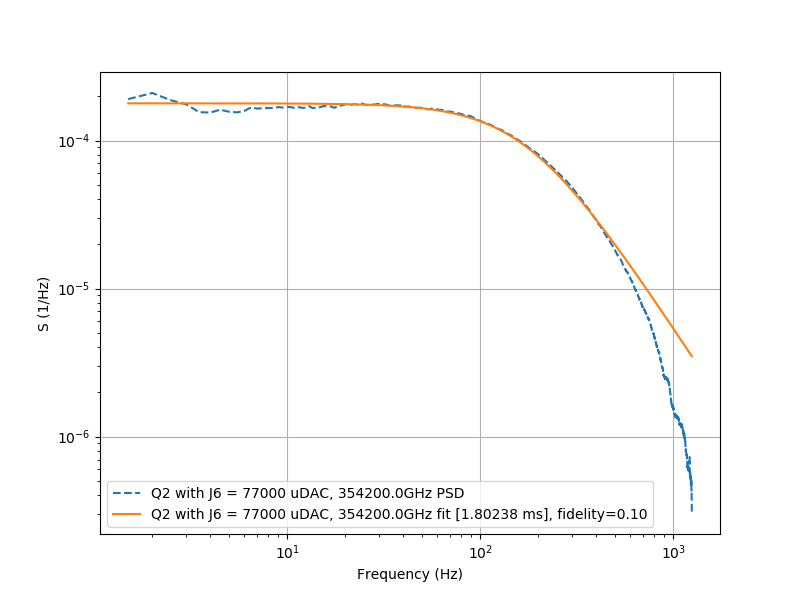 10⁻⁴
10⁻⁵
10⁻⁶
S (1/Hz)
Q2 with J6 = 77000 uDAC, 354200.0GHz PSD
Q2 with J6 = 77000 uDAC, 354200.0GHz fit [1.80238 ms], fidelity=0.10
10¹ 10² 10³
Frequency (Hz)